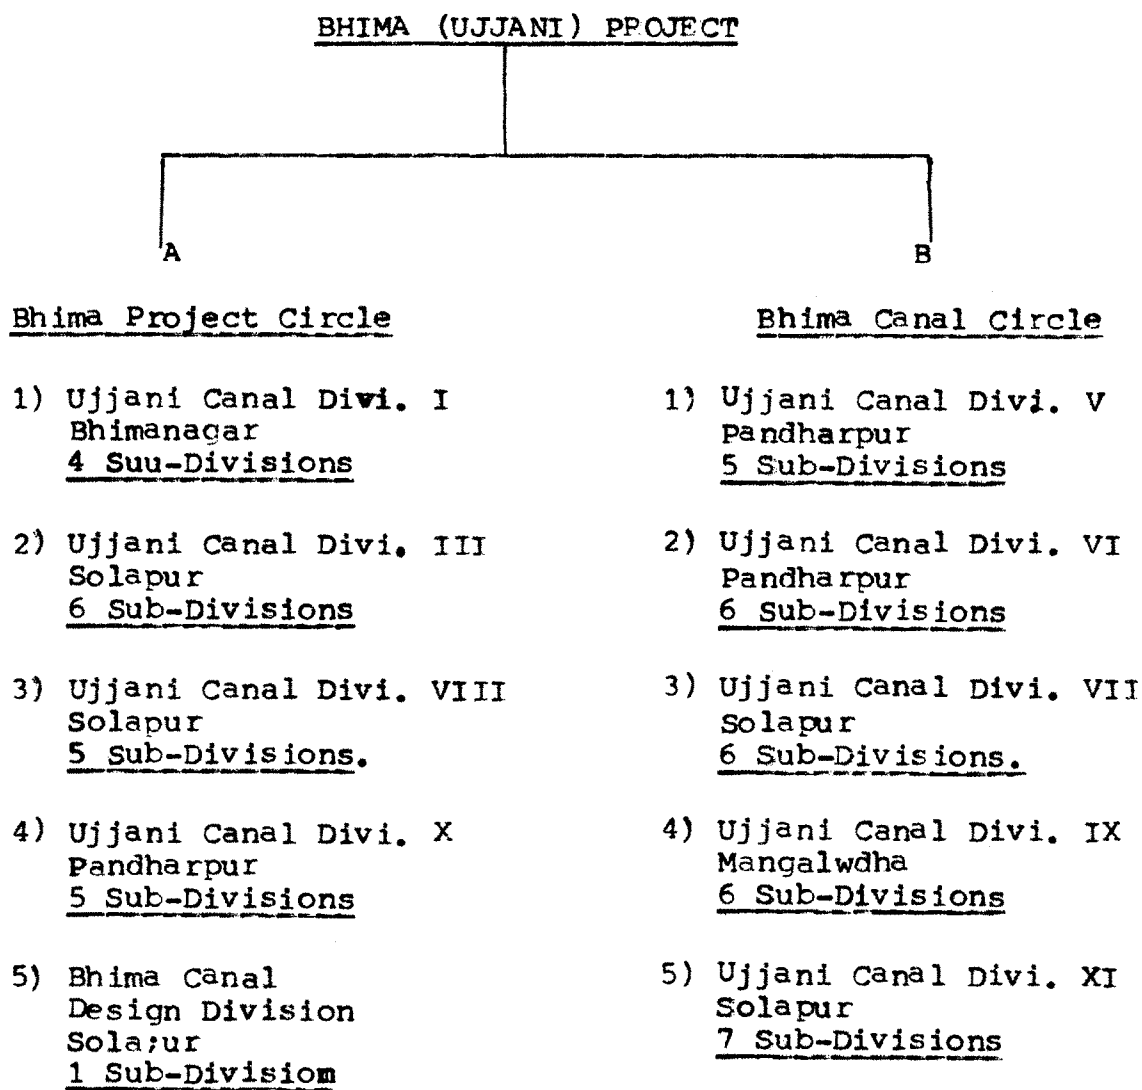 BHIMA (UJJANI) PROJECT
A
Bhima Project Circle
1) Ujjani Canal Divi. I
Bhimanagar
4 Suu-Divisions
2) Ujjani Canal Divi. III
Solapur
6 Sub-Divisions
3) Ujjani Canal Divi. VIII
Solapur
5 Sub-Divisions.
4) Ujjani Canal Divi. X
Pandharpur
5 Sub-Divisions
5) Bhima Canal
Design Division
Sola;ur
1 Sub-Divisiom
B
Bhima Canal Circle
1) Ujjani Canal Divi. V
Pandharpur
5 Sub-Divisions
2) Ujjani Canal Divi. VI
Pandharpur
6 Sub-Divisions
3) Ujjani Canal Divi. VII
Solapur
6 Sub-Divisions.
4) Ujjani Canal Divi. IX
Mangalwdha
6 Sub-Divisions
5) Ujjani Canal Divi. XI
Solapur
7 Sub-Divisions